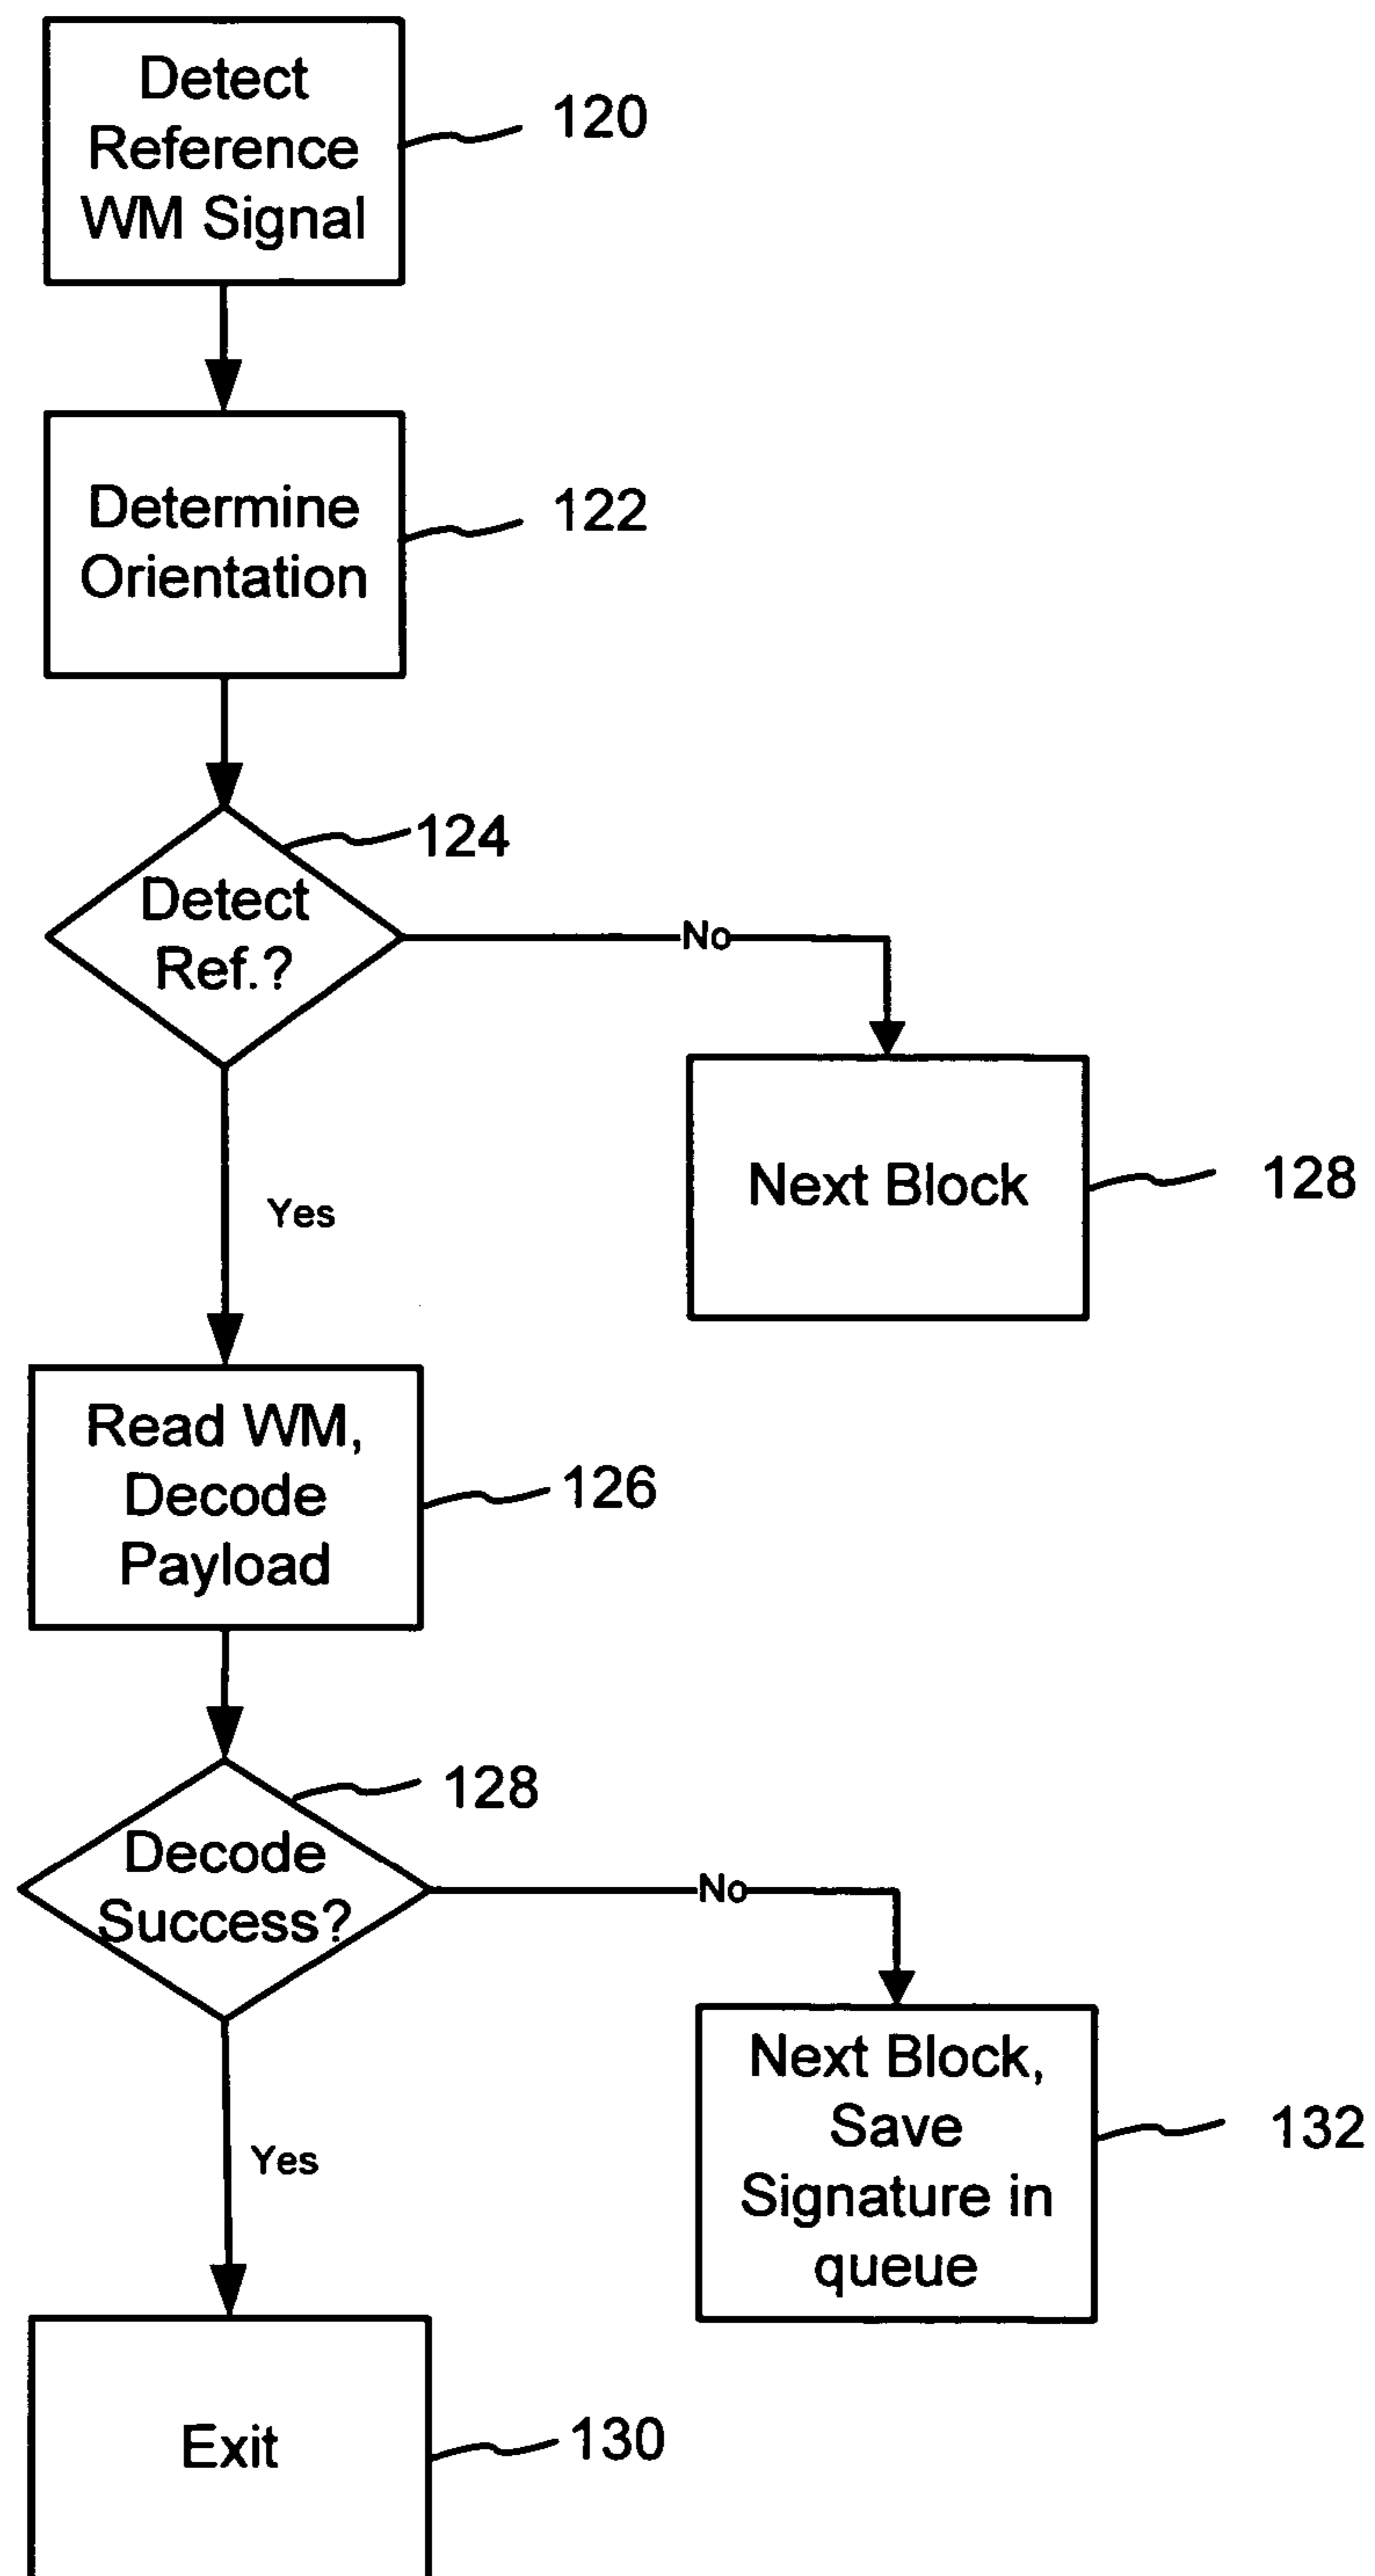 Detect
Reference
WM Signal
120
Determine
Orientation
122
124
Detect
Ref.?
No
Next Block
128
Yes
Read WM,
Decode
Payload
126
128
Decode
Success?
No
Next Block,
Save
Signature in
queue
132
Yes
Exit
130